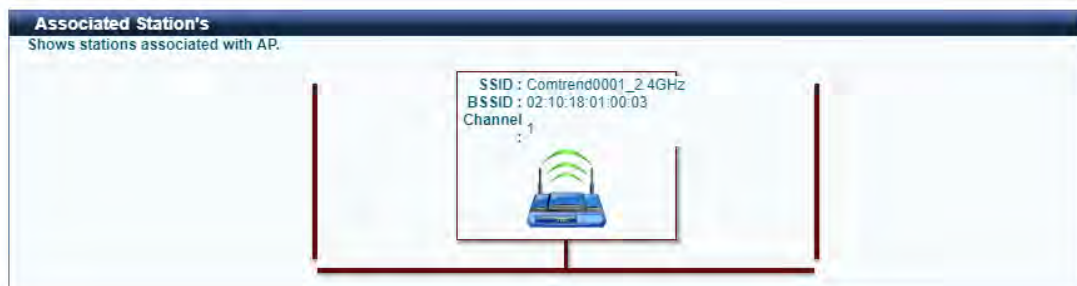 Associated Station's
Shows stations associated with AP.
SSID : Comtrend0001_2.4GHz
BSSID : 02:10:18:01:00:03
Channel : 1